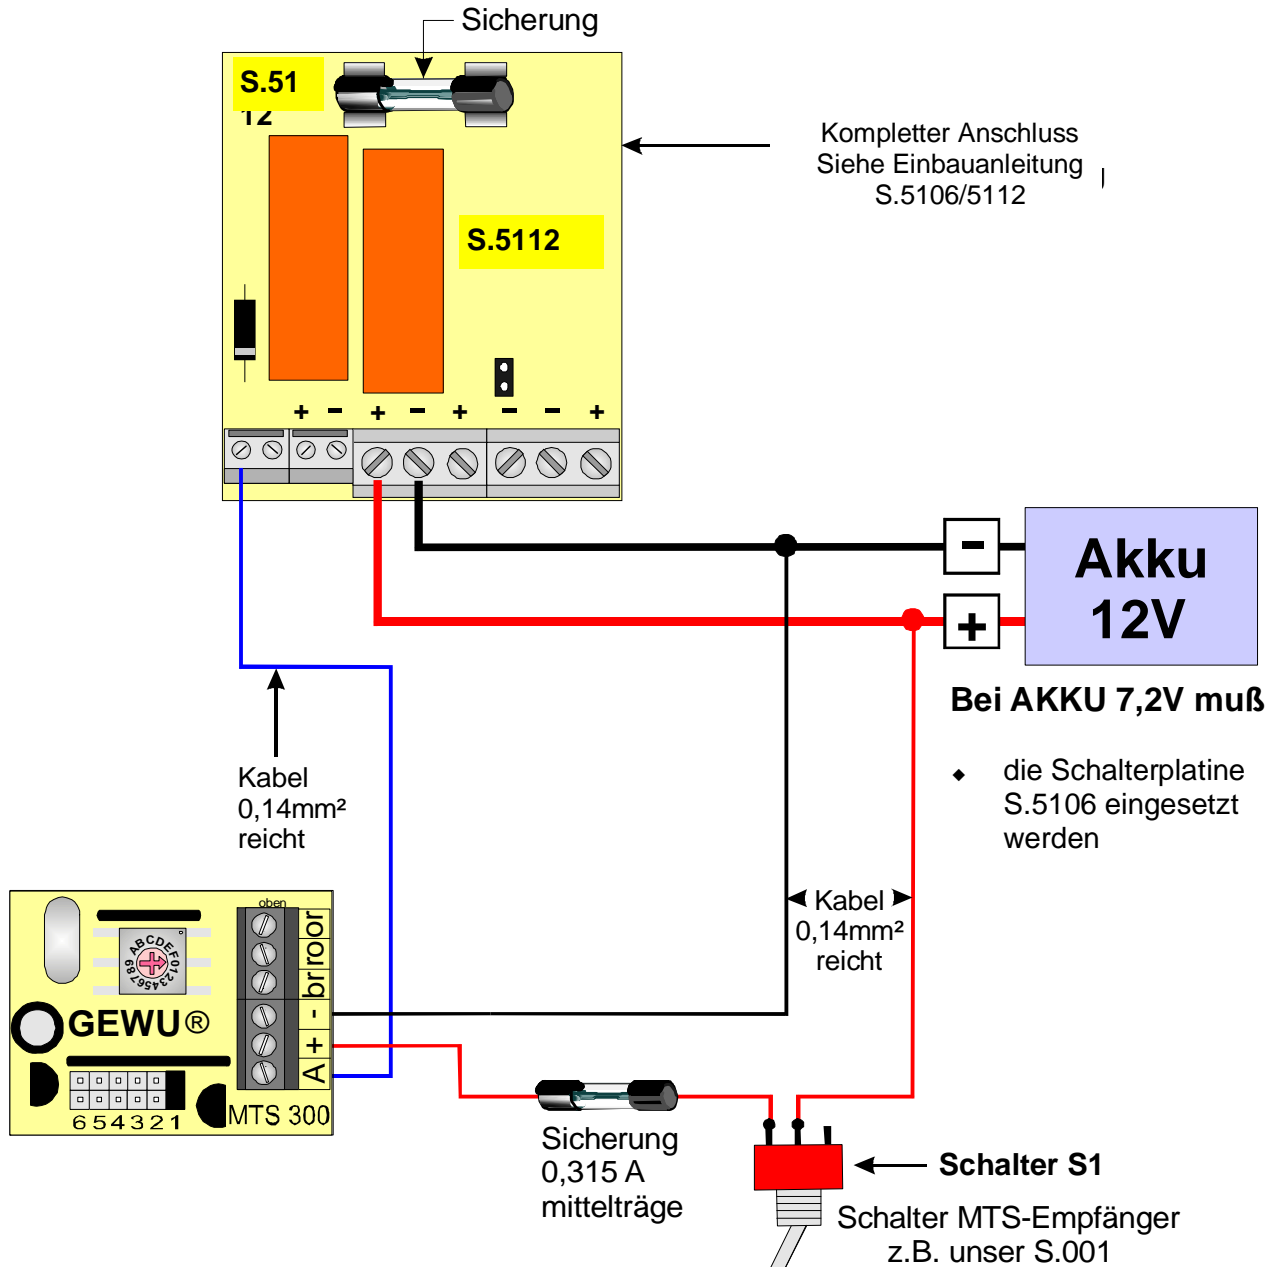 Sicherung
S.51
12
Kompletter Anschluss
Siehe Einbauanleitung
S.5106/5112
S.5112
+ - + - + - - +
-
+
Akku
12V
Bei AKKU 7,2V muß
◆ die Schalterplatine
S.5106 eingesetzt
werden
Kabel
0,14mm²
reicht
Kabel
0,14mm²
reicht
oben
or
ro
br
-
+
A
ABCDEF0123456789
GEWU®
654321
MTS 300
Sicherung
0,315 A
mittelträge
Schalter S1
Schalter MTS-Empfänger
z.B. unser S.001